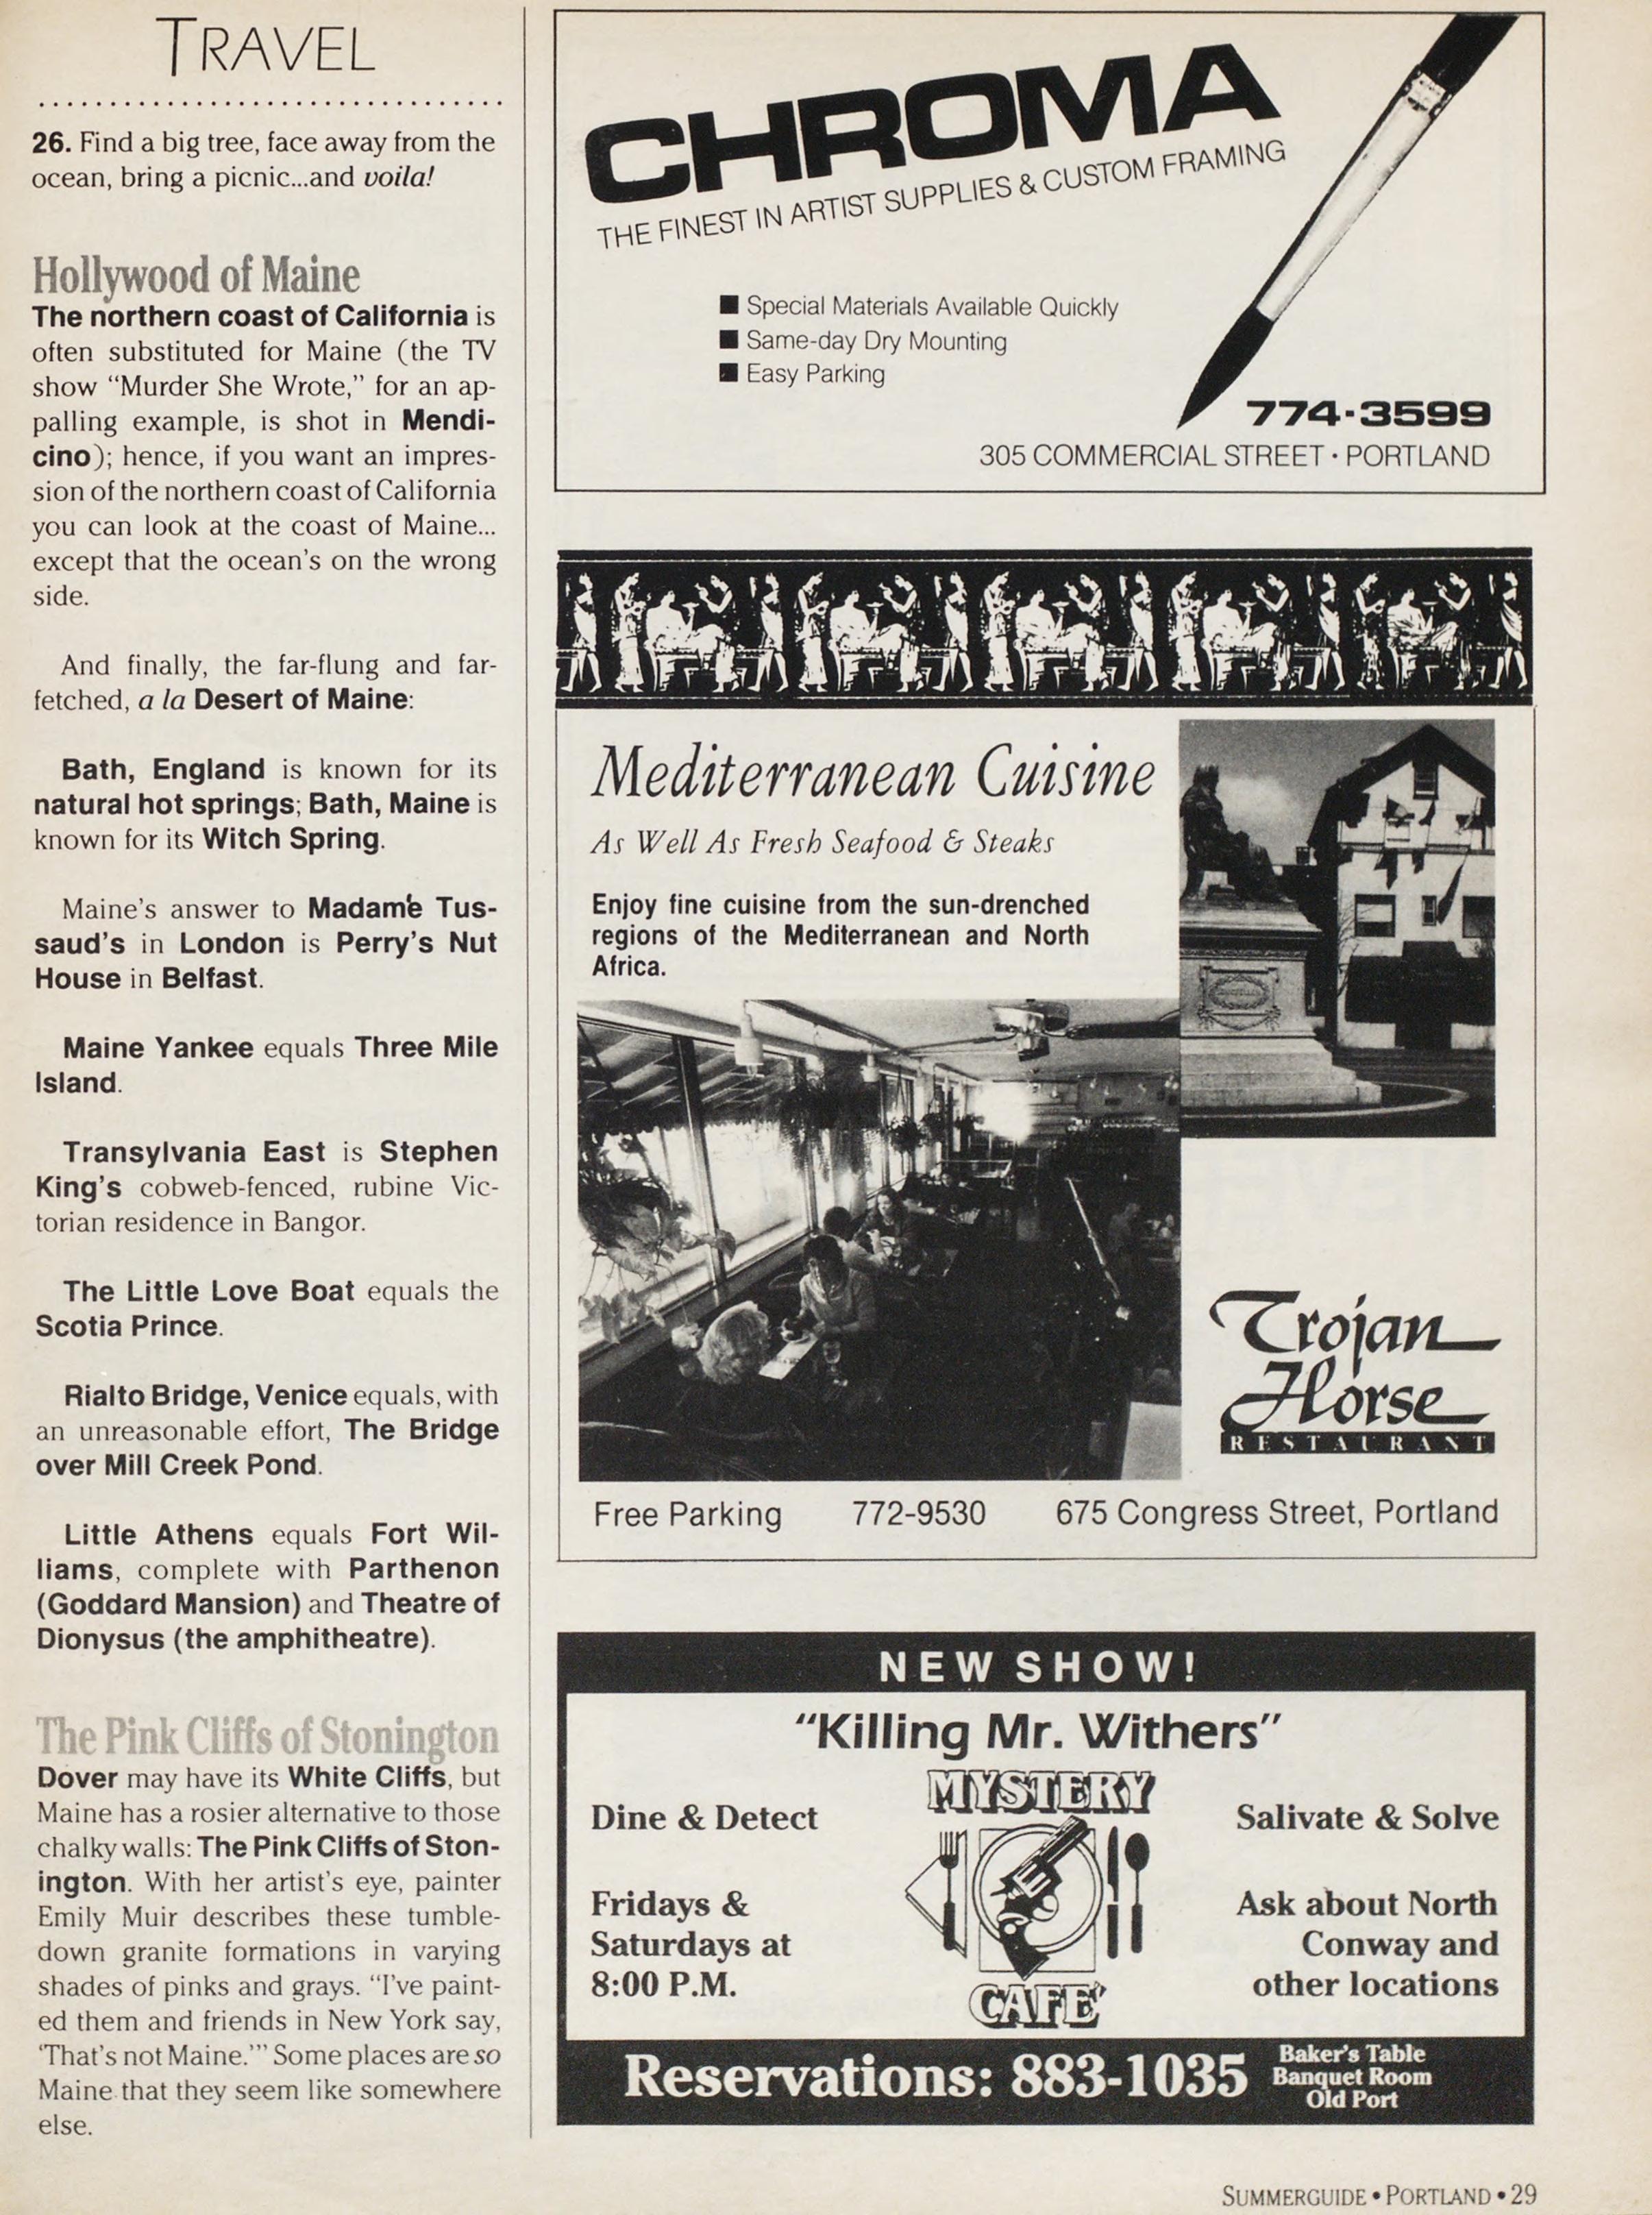 TRAVEL
26. Find a big tree, face away from the
ocean, bring a picnic...and voila!
Hollywood of Maine
The northern coast of California is
often substituted for Maine (the TV
show "Murder She Wrote," for an ap-
palling example, is shot in Mendi-
cino); hence, if you want an impres-
sion of the northern coast of California
you can look at the coast of Maine...
except that the ocean's on the wrong
side.
And finally, the far-flung and far-
fetched, a la Desert of Maine:
Bath, England is known for its
natural hot springs; Bath, Maine is
known for its Witch Spring.
Maine's answer to Madame Tus-
saud's in London is Perry's Nut
House in Belfast.
Maine Yankee equals Three Mile
Island.
Transylvania East is Stephen
King's cobweb-fenced, rubine Vic-
torian residence in Bangor.
The Little Love Boat equals the
Scotia Prince.
Rialto Bridge, Venice equals, with
an unreasonable effort, The Bridge
over Mill Creek Pond.
Little Athens equals Fort Wil-
liams, complete with Parthenon
(Goddard Mansion) and Theatre of
Dionysus (the amphitheatre).
The Pink Cliffs of Stonington
Dover may have its White Cliffs, but
Maine has a rosier alternative to those
chalky walls: The Pink Cliffs of Ston-
ington. With her artist's eye, painter
Emily Muir describes these tumble-
down granite formations in varying
shades of pinks and grays. "I've paint-
ed them and friends in New York say,
'That's not Maine.'" Some places are so
Maine that they seem like somewhere
else.
CHROMA
THE FINEST IN ARTIST SUPPLIES & CUSTOM FRAMING
■ Special Materials Available Quickly
■ Same-day Dry Mounting
■ Easy Parking
774-3599
305 COMMERCIAL STREET • PORTLAND
Mediterranean Cuisine
As Well As Fresh Seafood & Steaks
Enjoy fine cuisine from the sun-drenched
regions of the Mediterranean and North
Africa.
Trojan
Horse
RESTAURANT
Free Parking 772-9530 675 Congress Street, Portland
NEW SHOW!
"Killing Mr. Withers"
MYSTERY
CAFE'
Dine & Detect
Fridays &
Saturdays at
8:00 P.M.
Salivate & Solve
Ask about North
Conway and
other locations
Reservations: 883-1035
Baker's Table
Banquet Room
Old Port
SUMMERGUIDE • PORTLAND • 29